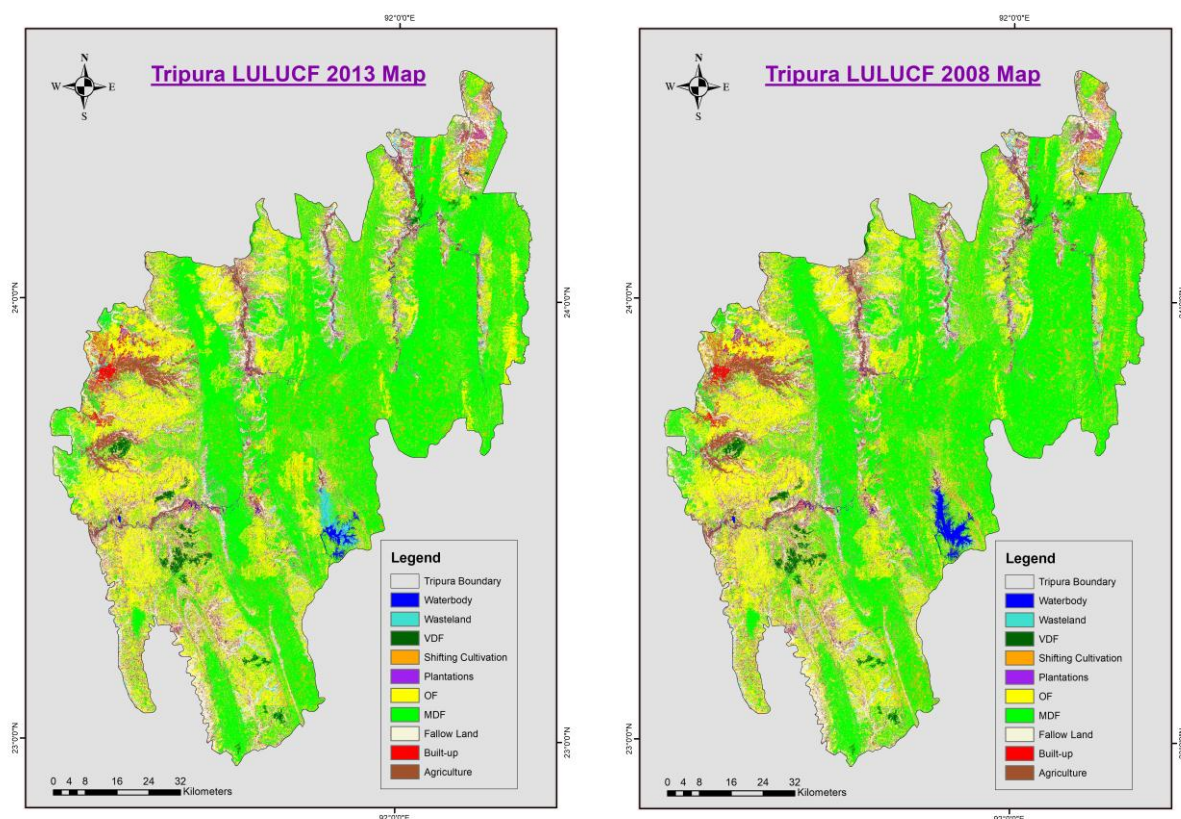 92°0'0"E
N
W E
S
Tripura LULUCF 2013 Map
24°0'0"N
24°0'0"N
Legend
Tripura Boundary
Waterbody
Wasteland
VDF
Shifting Cultivation
Plantations
OF
MDF
Fallow Land
Built-up
Agriculture
23°0'0"N
23°0'0"N
0 4 8 16 24 32
Kilometers
92°0'0"E
92°0'0"E
N
W E
S
Tripura LULUCF 2008 Map
24°0'0"N
Legend
Tripura Boundary
Waterbody
Wasteland
VDF
Shifting Cultivation
Plantations
OF
MDF
Fallow Land
Built-up
Agriculture
23°0'0"N
0 4 8 16 24 32
Kilometers